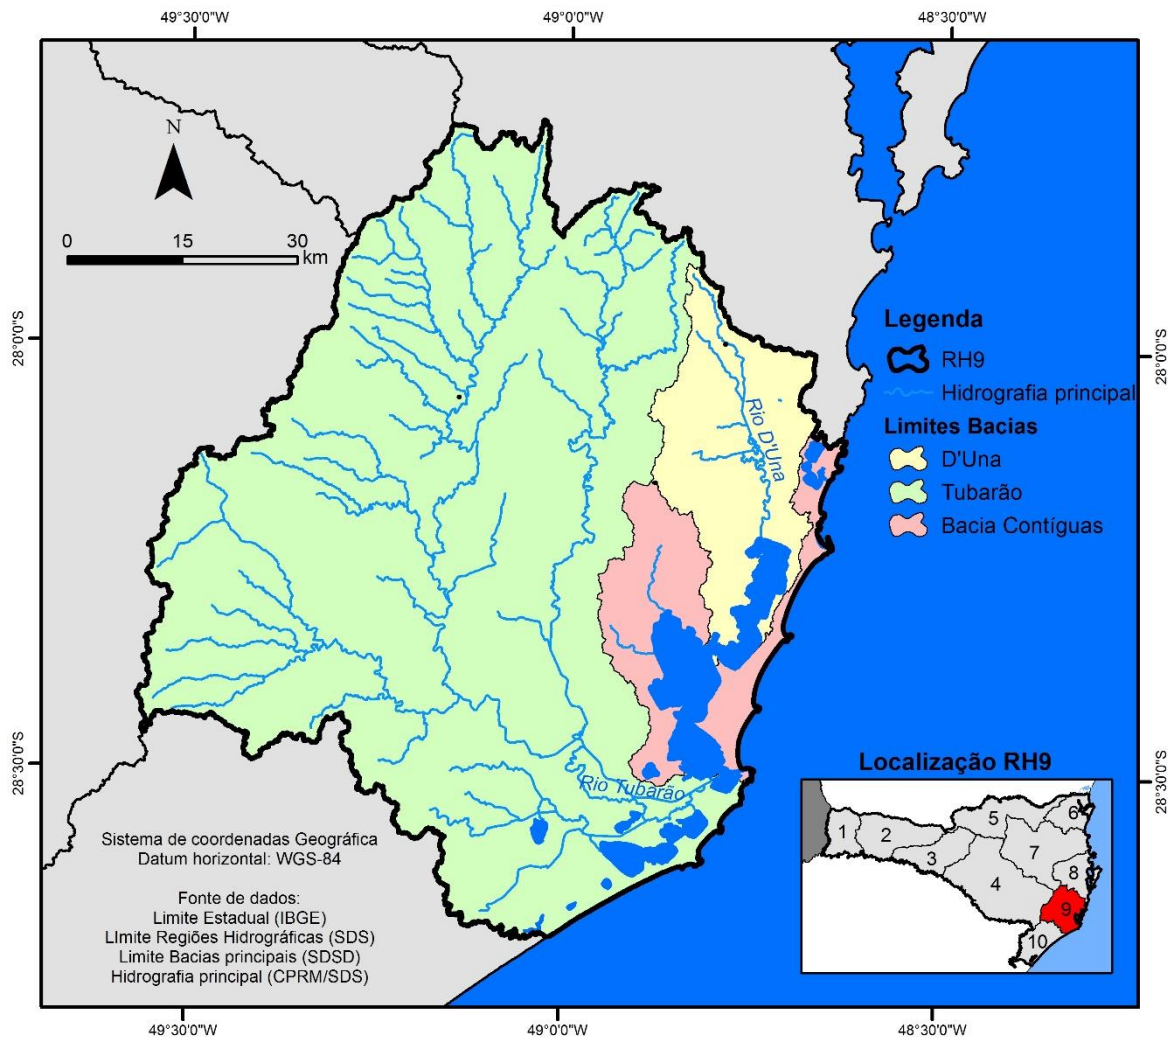 49°30'0"W 49°0'0"W 48°30'0"W
N
0 15 30
km
28°0'0"S
28°0'0"S
Legenda
RH9
Hidrografia principal
Limites Bacias
D'Una
Tubarão
Bacia Contíguas
Rio D'Una
Rio Tubarão
28°30'0"S
28°30'0"S
Localização RH9
1
2
3
4
5
6
7
8
9
10
Sistema de coordenadas Geográfica
Datum horizontal: WGS-84
Fonte de dados:
Limite Estadual (IBGE)
LImite Regiões Hidrográficas (SDS)
Limite Bacias principais (SDSD)
Hidrografia principal (CPRM/SDS)
49°30'0"W 49°0'0"W 48°30'0"W